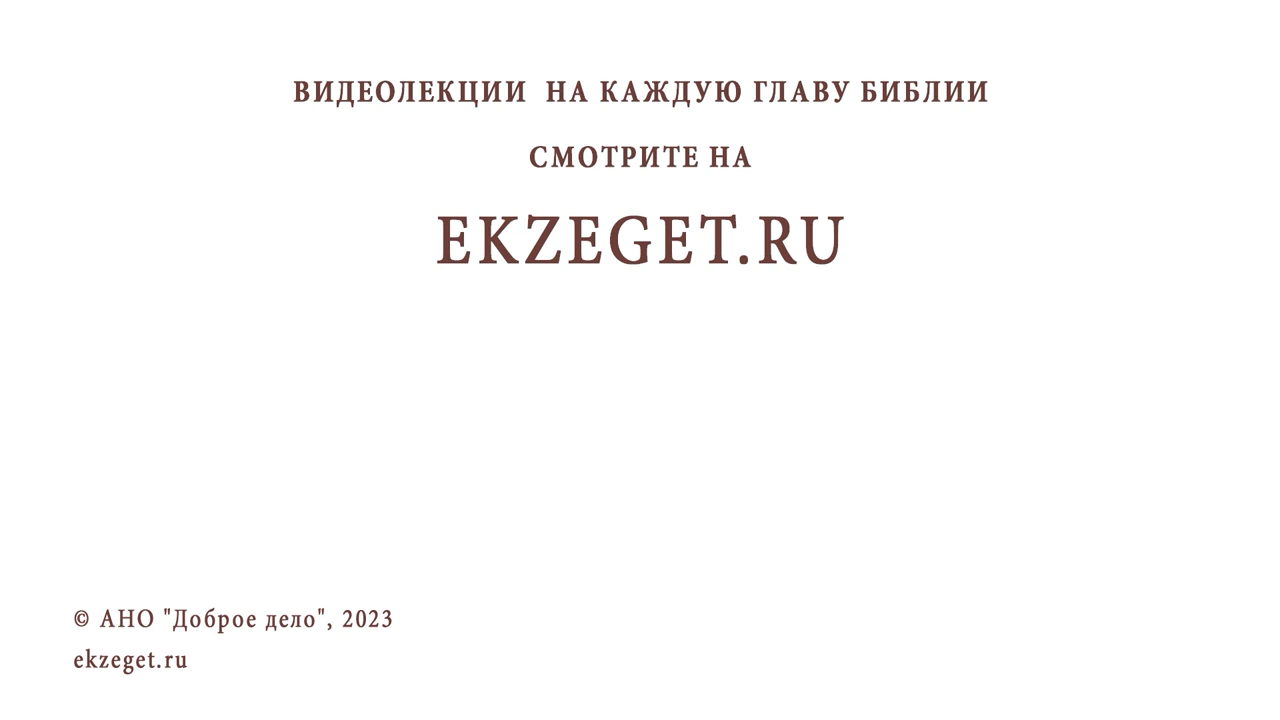 ВИДЕОЛЕКЦИИ НА КАЖДУЮ ГЛАВУ БИБЛИИ
СМОТРИТЕ НА
EKZEGET.RU
© АНО "Доброе дело", 2023
ekzeget.ru